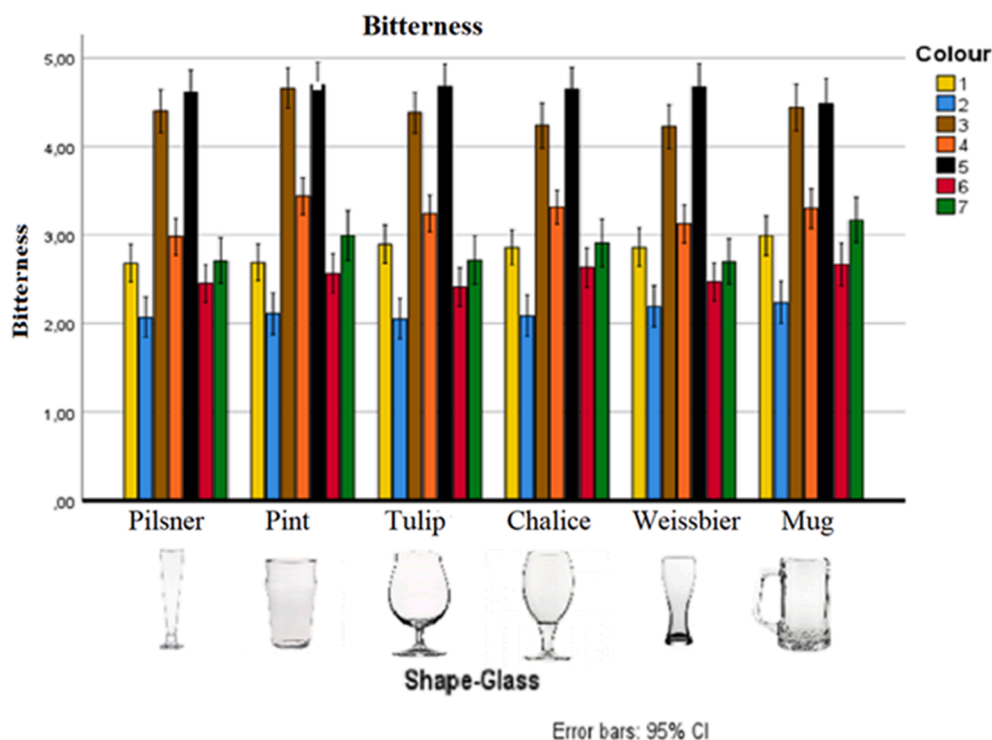 Bitterness
5,00
4,00
3,00
2,00
1,00
,00
Bitterness
Colour
1
2
3
4
5
6
7
Pilsner Pint Tulip Chalice Weissbier Mug
Shape-Glass
Error bars: 95% CI